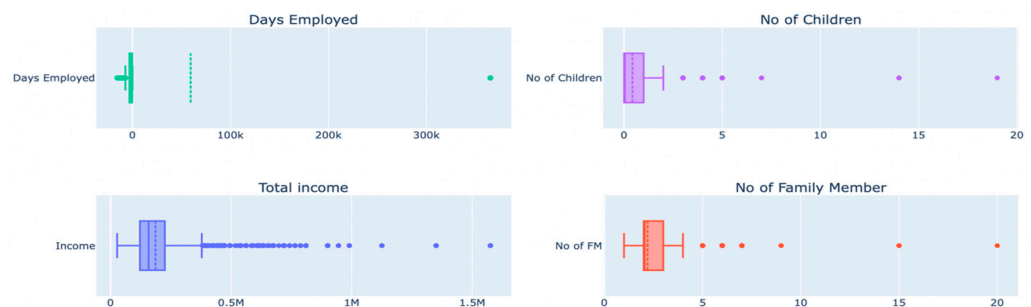 Days Employed
Days Employed
0 100k 200k 300k
No of Children
No of Children
0 5 10 15 20
Total income
Income
0 0.5M 1M 1.5M
No of Family Member
No of FM
0 5 10 15 20